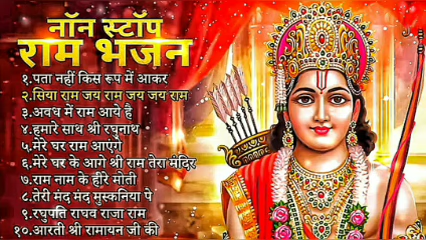 नॉन स्टॉप
राम भजन
१.पता नहीं किस रूप में आकर
२.सिया राम जय राम जय जय राम
३.अवध में राम आये है
४.हमारे साथ श्री रघुनाथ
५.मेरे घर राम आएंगे
६.मेरे घर के आगे श्री राम तेरा मंदिर
७.राम नाम के हीरे मोती
८.तेरी मंद मंद मुस्कनिया पे
९.रघुपति राघव राजा राम
१०.आरती श्री रामायन जी की